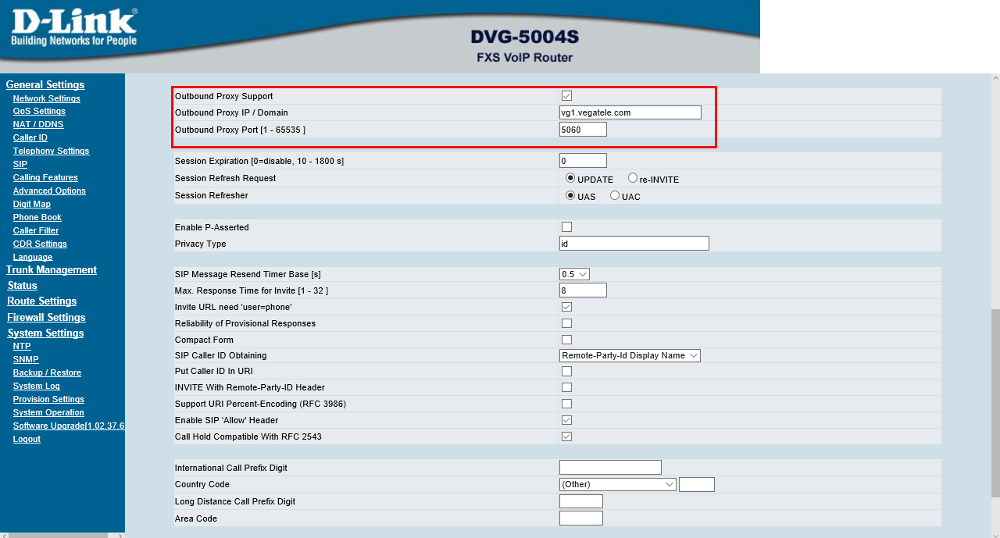 D-Link®
Building Networks for People
DVG-5004S
FXS VoIP Router
General Settings
Network Settings
QoS Settings
NAT / DDNS
Caller ID
Telephony Settings
SIP
Calling Features
Advanced Options
Digit Map
Phone Book
Caller Filter
CDR Settings
Language
Trunk Management
Status
Route Settings
Firewall Settings
System Settings
NTP
SNMP
Backup / Restore
System Log
Provision Settings
System Operation
Software Upgrade[1.02.37.6
Logout
Outbound Proxy Support
Outbound Proxy IP / Domain vg1.vegatele.com
Outbound Proxy Port [1 - 65535 ] 5060
Session Expiration [0=disable, 10 - 1800 s] 0
Session Refresh Request UPDATE re-INVITE
Session Refresher UAS UAC
Enable P-Asserted
Privacy Type id
SIP Message Resend Timer Base [s] 0.5
Max. Response Time for Invite [1 - 32 ] 8
Invite URL need 'user=phone'
Reliability of Provisional Responses
Compact Form
SIP Caller ID Obtaining Remote-Party-Id Display Name
Put Caller ID In URI
INVITE With Remote-Party-ID Header
Support URI Percent-Encoding (RFC 3986)
Enable SIP 'Allow' Header
Call Hold Compatible With RFC 2543
International Call Prefix Digit
Country Code (Other)
Long Distance Call Prefix Digit
Area Code